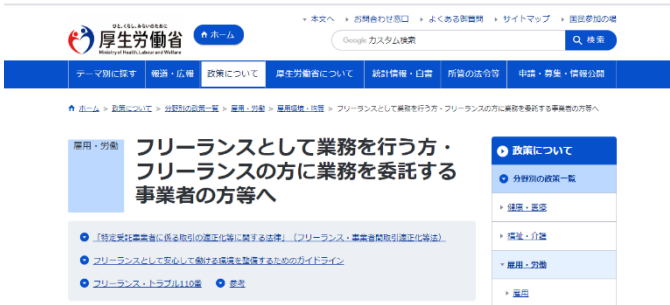 ひと、くらし、みらいのために
厚生労働省
Ministry of Health, Labour and Welfare
ホーム
本文へ お問合わせ窓口 よくある御質問 サイトマップ 国民参加の場
Google カスタム検索
検索
テーマ別に探す 報道・広報 政策について 厚生労働省について 統計情報・白書 所管の法令等 申請・募集・情報公開
ホーム > 政策について > 分野別の政策一覧 > 雇用・労働 > 雇用環境・均等 > フリーランスとして業務を行う方・フリーランスの方に業務を委託する事業者の方等へ
雇用・労働
フリーランスとして業務を行う方・
フリーランスの方に業務を委託する
事業者の方等へ
「特定受託事業者に係る取引の適正化等に関する法律」（フリーランス・事業者間取引適正化等法）
フリーランスとして安心して働ける環境を整備するためのガイドライン
フリーランス・トラブル110番 参考
政策について
分野別の政策一覧
健康・医療
福祉・介護
雇用・労働
雇用